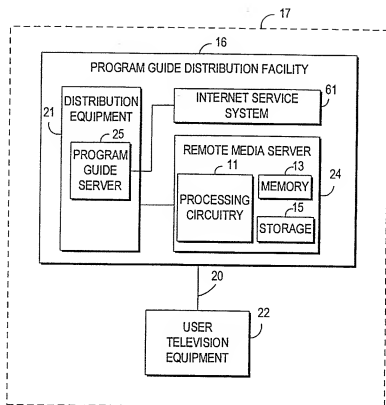 17
16
PROGRAM GUIDE DISTRIBUTION FACILITY
21
DISTRIBUTION
EQUIPMENT
25
PROGRAM
GUIDE
SERVER
INTERNET SERVICE
SYSTEM
61
REMOTE MEDIA SERVER
11
PROCESSING
CIRCUITRY
13
MEMORY
15
STORAGE
24
20
USER
TELEVISION
EQUIPMENT
22